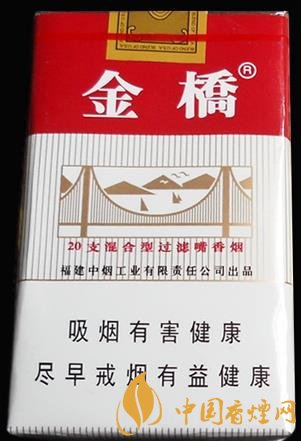 金橋®
20支混合型过滤嘴香烟
福建中烟工业有限责任公司出品
吸烟有害健康
尽早戒烟有益健康
中国香烟网